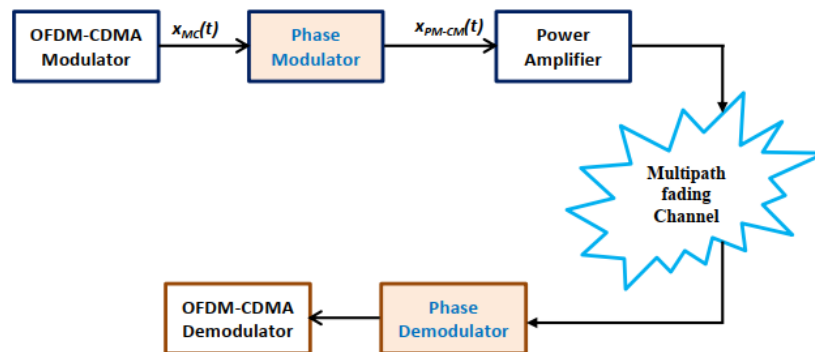 OFDM-CDMA
Modulator
x_MC(t)
Phase
Modulator
x_PM-CM(t)
Power
Amplifier
Multipath
fading
Channel
OFDM-CDMA
Demodulator
Phase
Demodulator